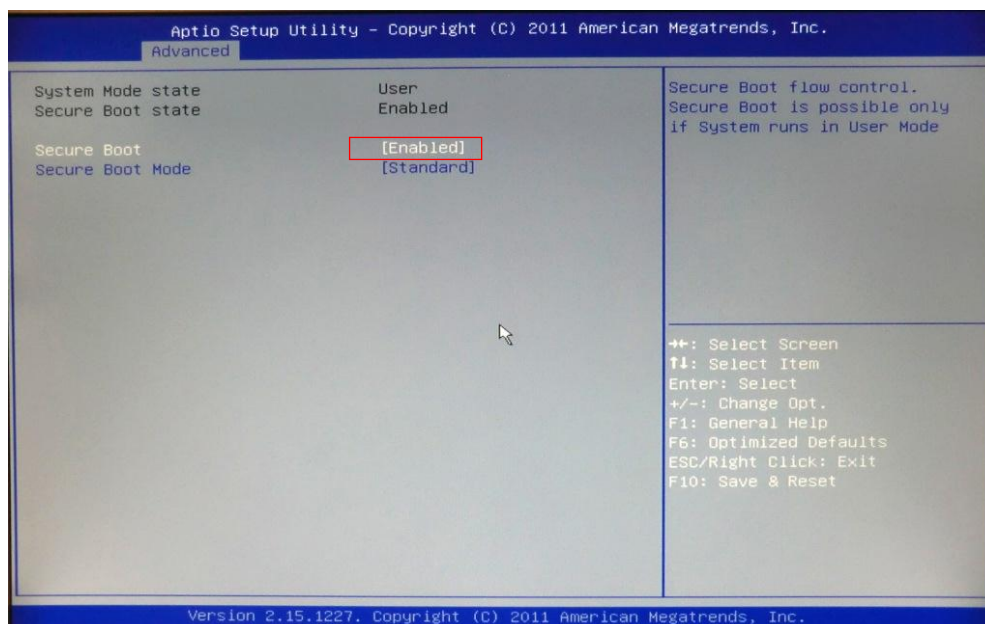 Aptio Setup Utility – Copyright (C) 2011 American Megatrends, Inc.
Advanced
System Mode state User
Secure Boot state Enabled
Secure Boot [Enabled]
Secure Boot Mode [Standard]
Secure Boot flow control.
Secure Boot is possible only
if System runs in User Mode
→←: Select Screen
↑↓: Select Item
Enter: Select
+/-: Change Opt.
F1: General Help
F6: Optimized Defaults
ESC/Right Click: Exit
F10: Save & Reset
Version 2.15.1227. Copyright (C) 2011 American Megatrends, Inc.